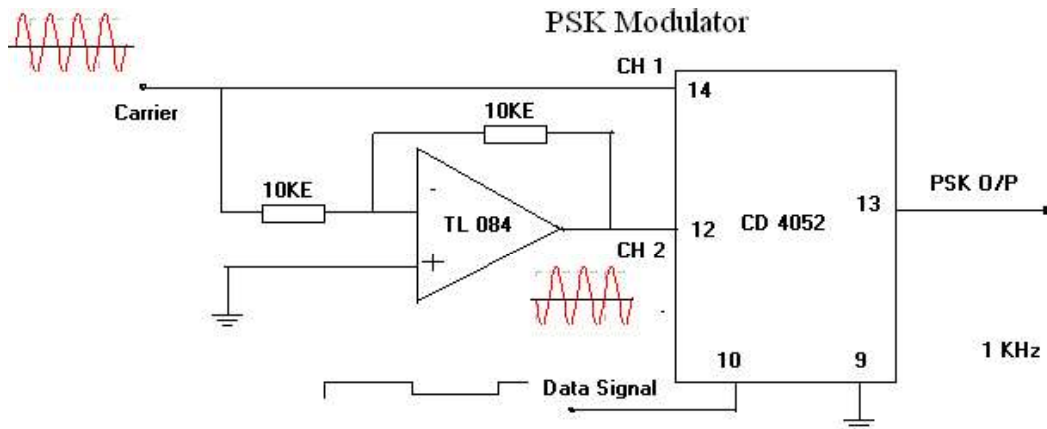 PSK Modulator
CH 1
14
Carrier
10KE
10KE
-
TL 084
+
12
CD 4052
13
PSK O/P
CH 2
10
9
1 KHz
Data Signal